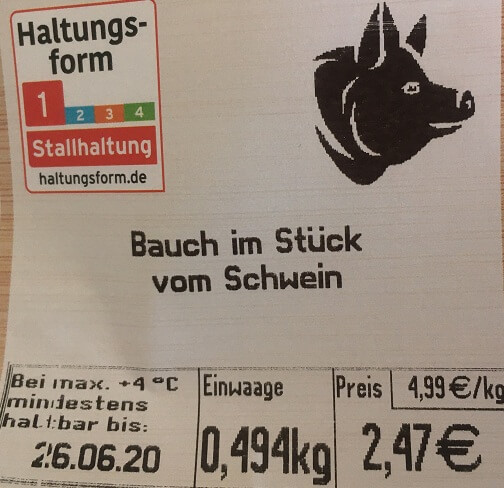 Haltungs-
form
1 2 3 4
Stallhaltung
haltungsform.de
Bauch im Stück
vom Schwein
Bei max. +4 °C
mindestens
haltbar bis:
26.06.20
Einwaage
0,494kg
Preis 4,99 €/kg
2,47 €